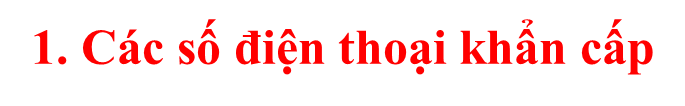 1. Các số điện thoại khẩn cấp